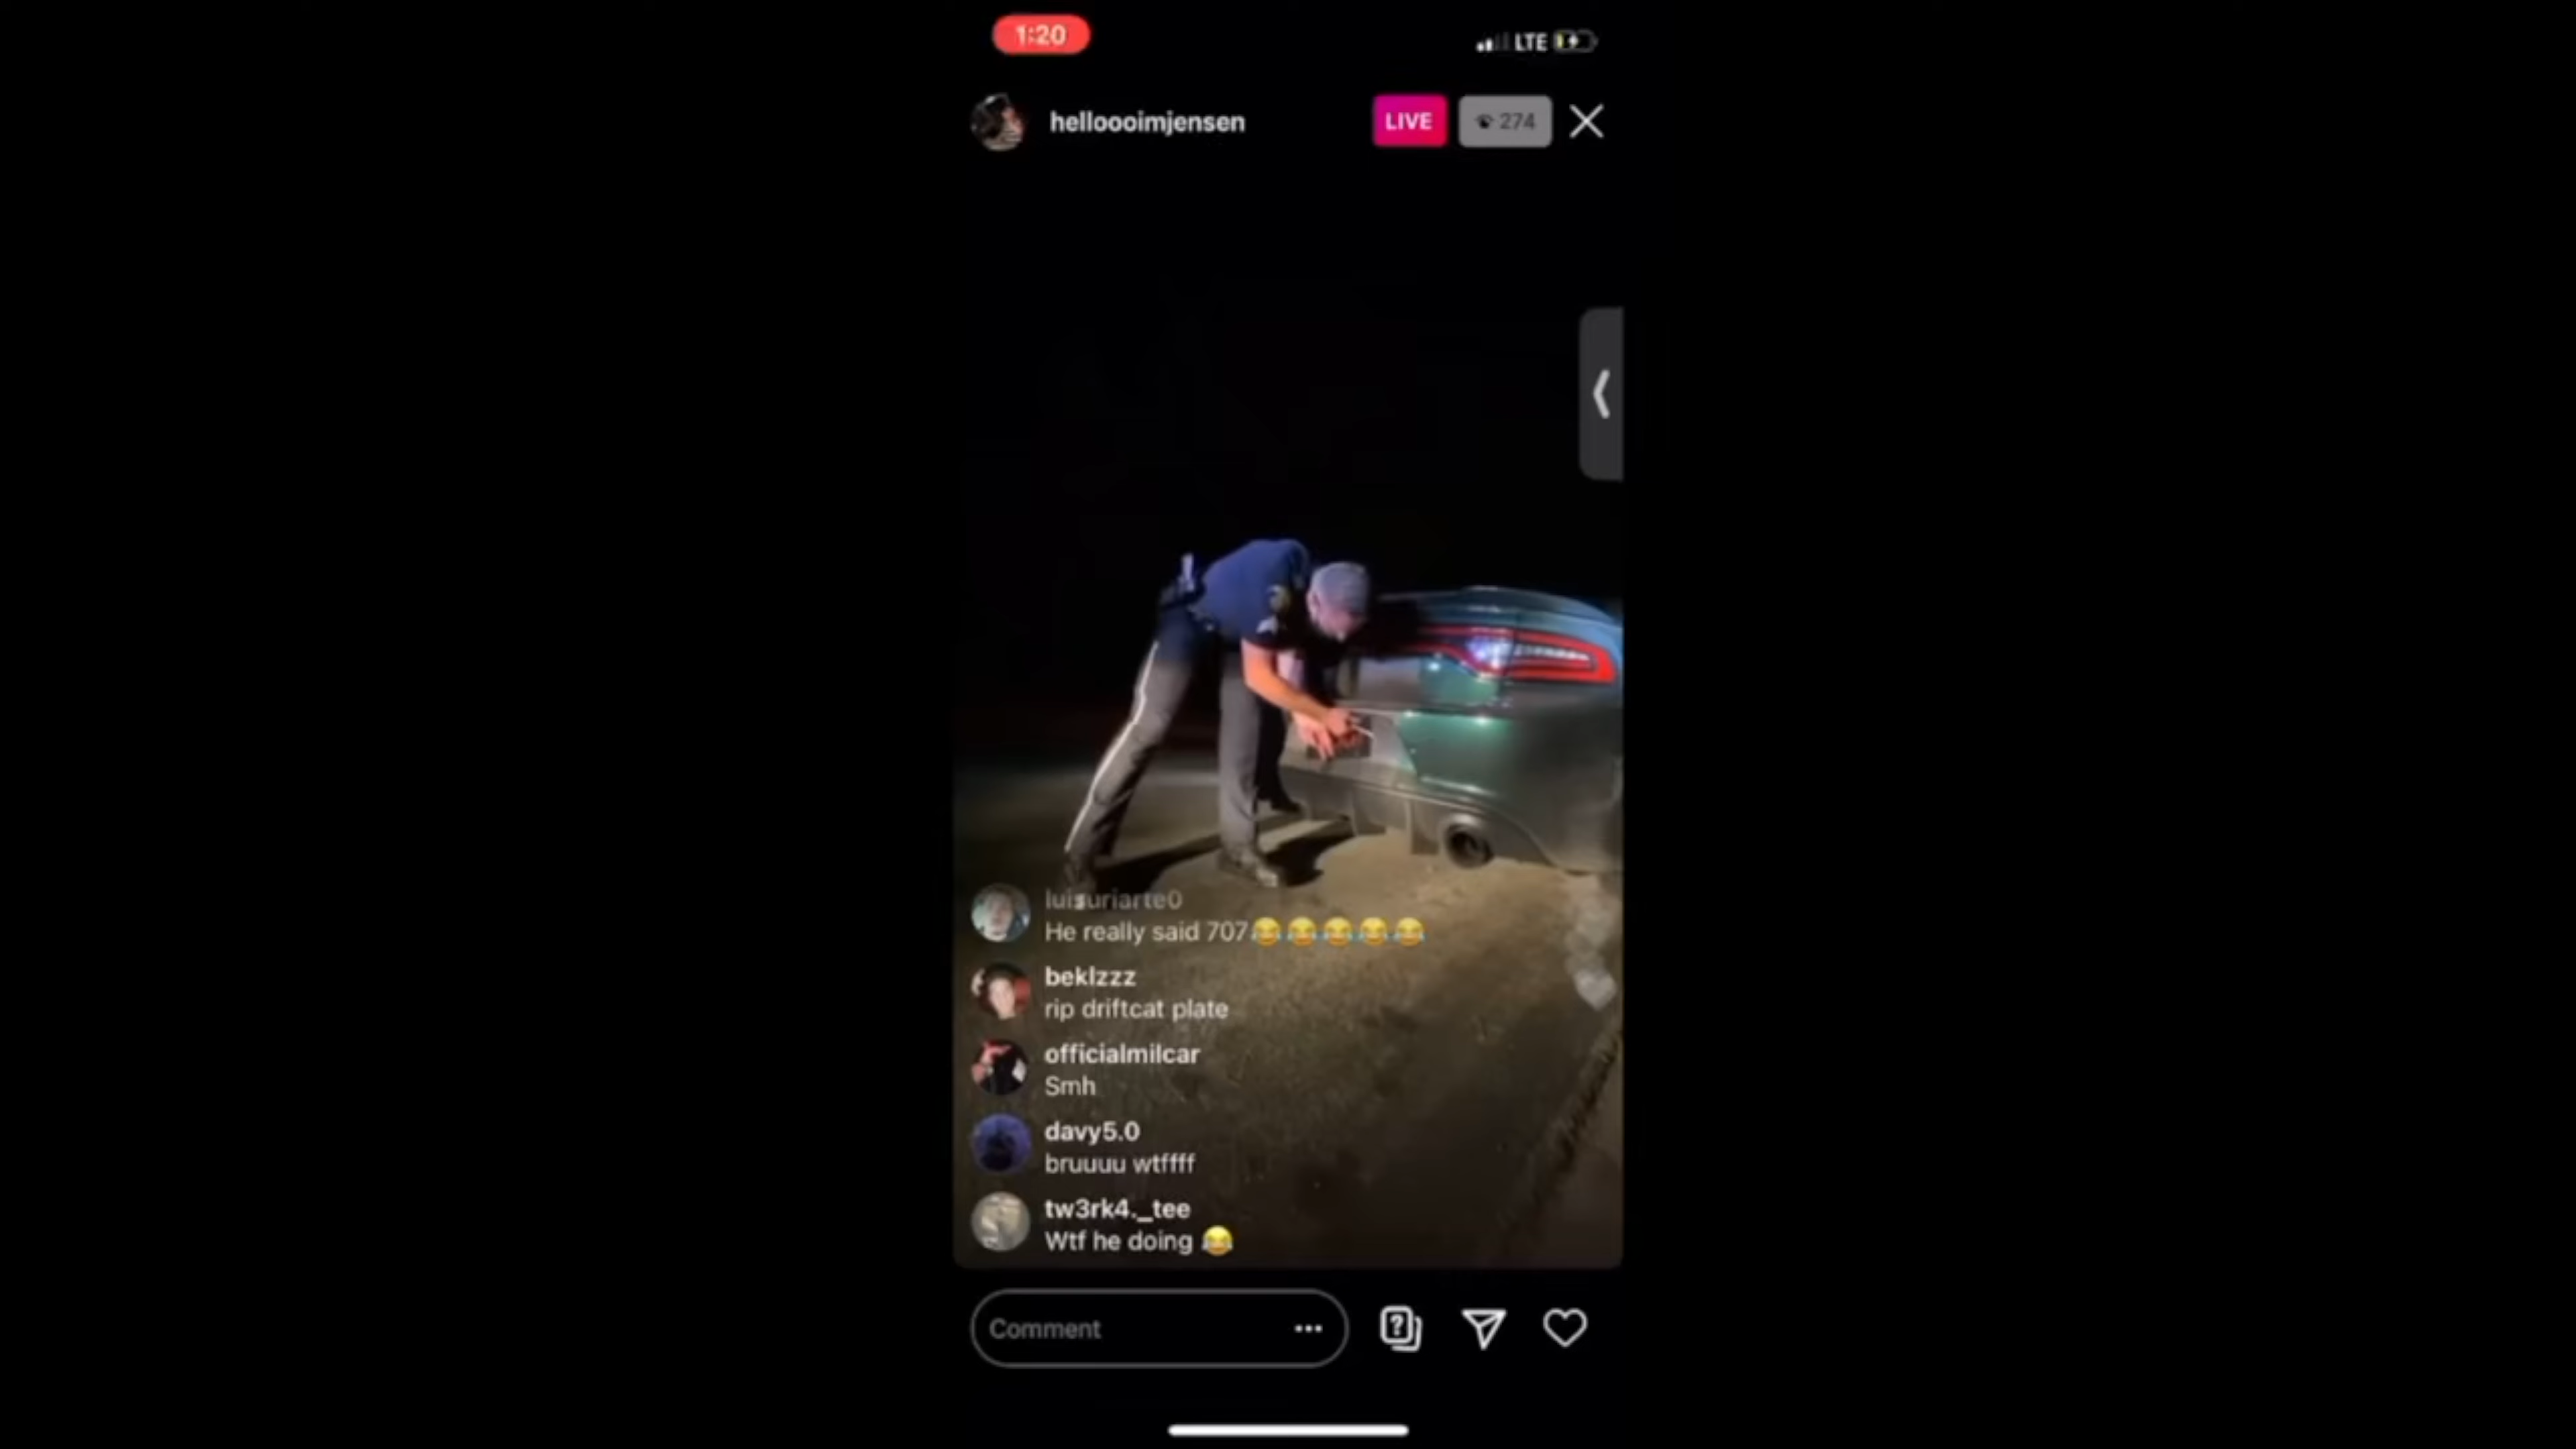 1:20
LTE
helloooimjensen
LIVE
274
luisuriarte0
He really said 707😂😂😂😂😂
beklzzz
rip driftcat plate
officialmilcar
Smh
davy5.0
bruuuu wtffff
tw3rk4._tee
Wtf he doing 😂
Comment